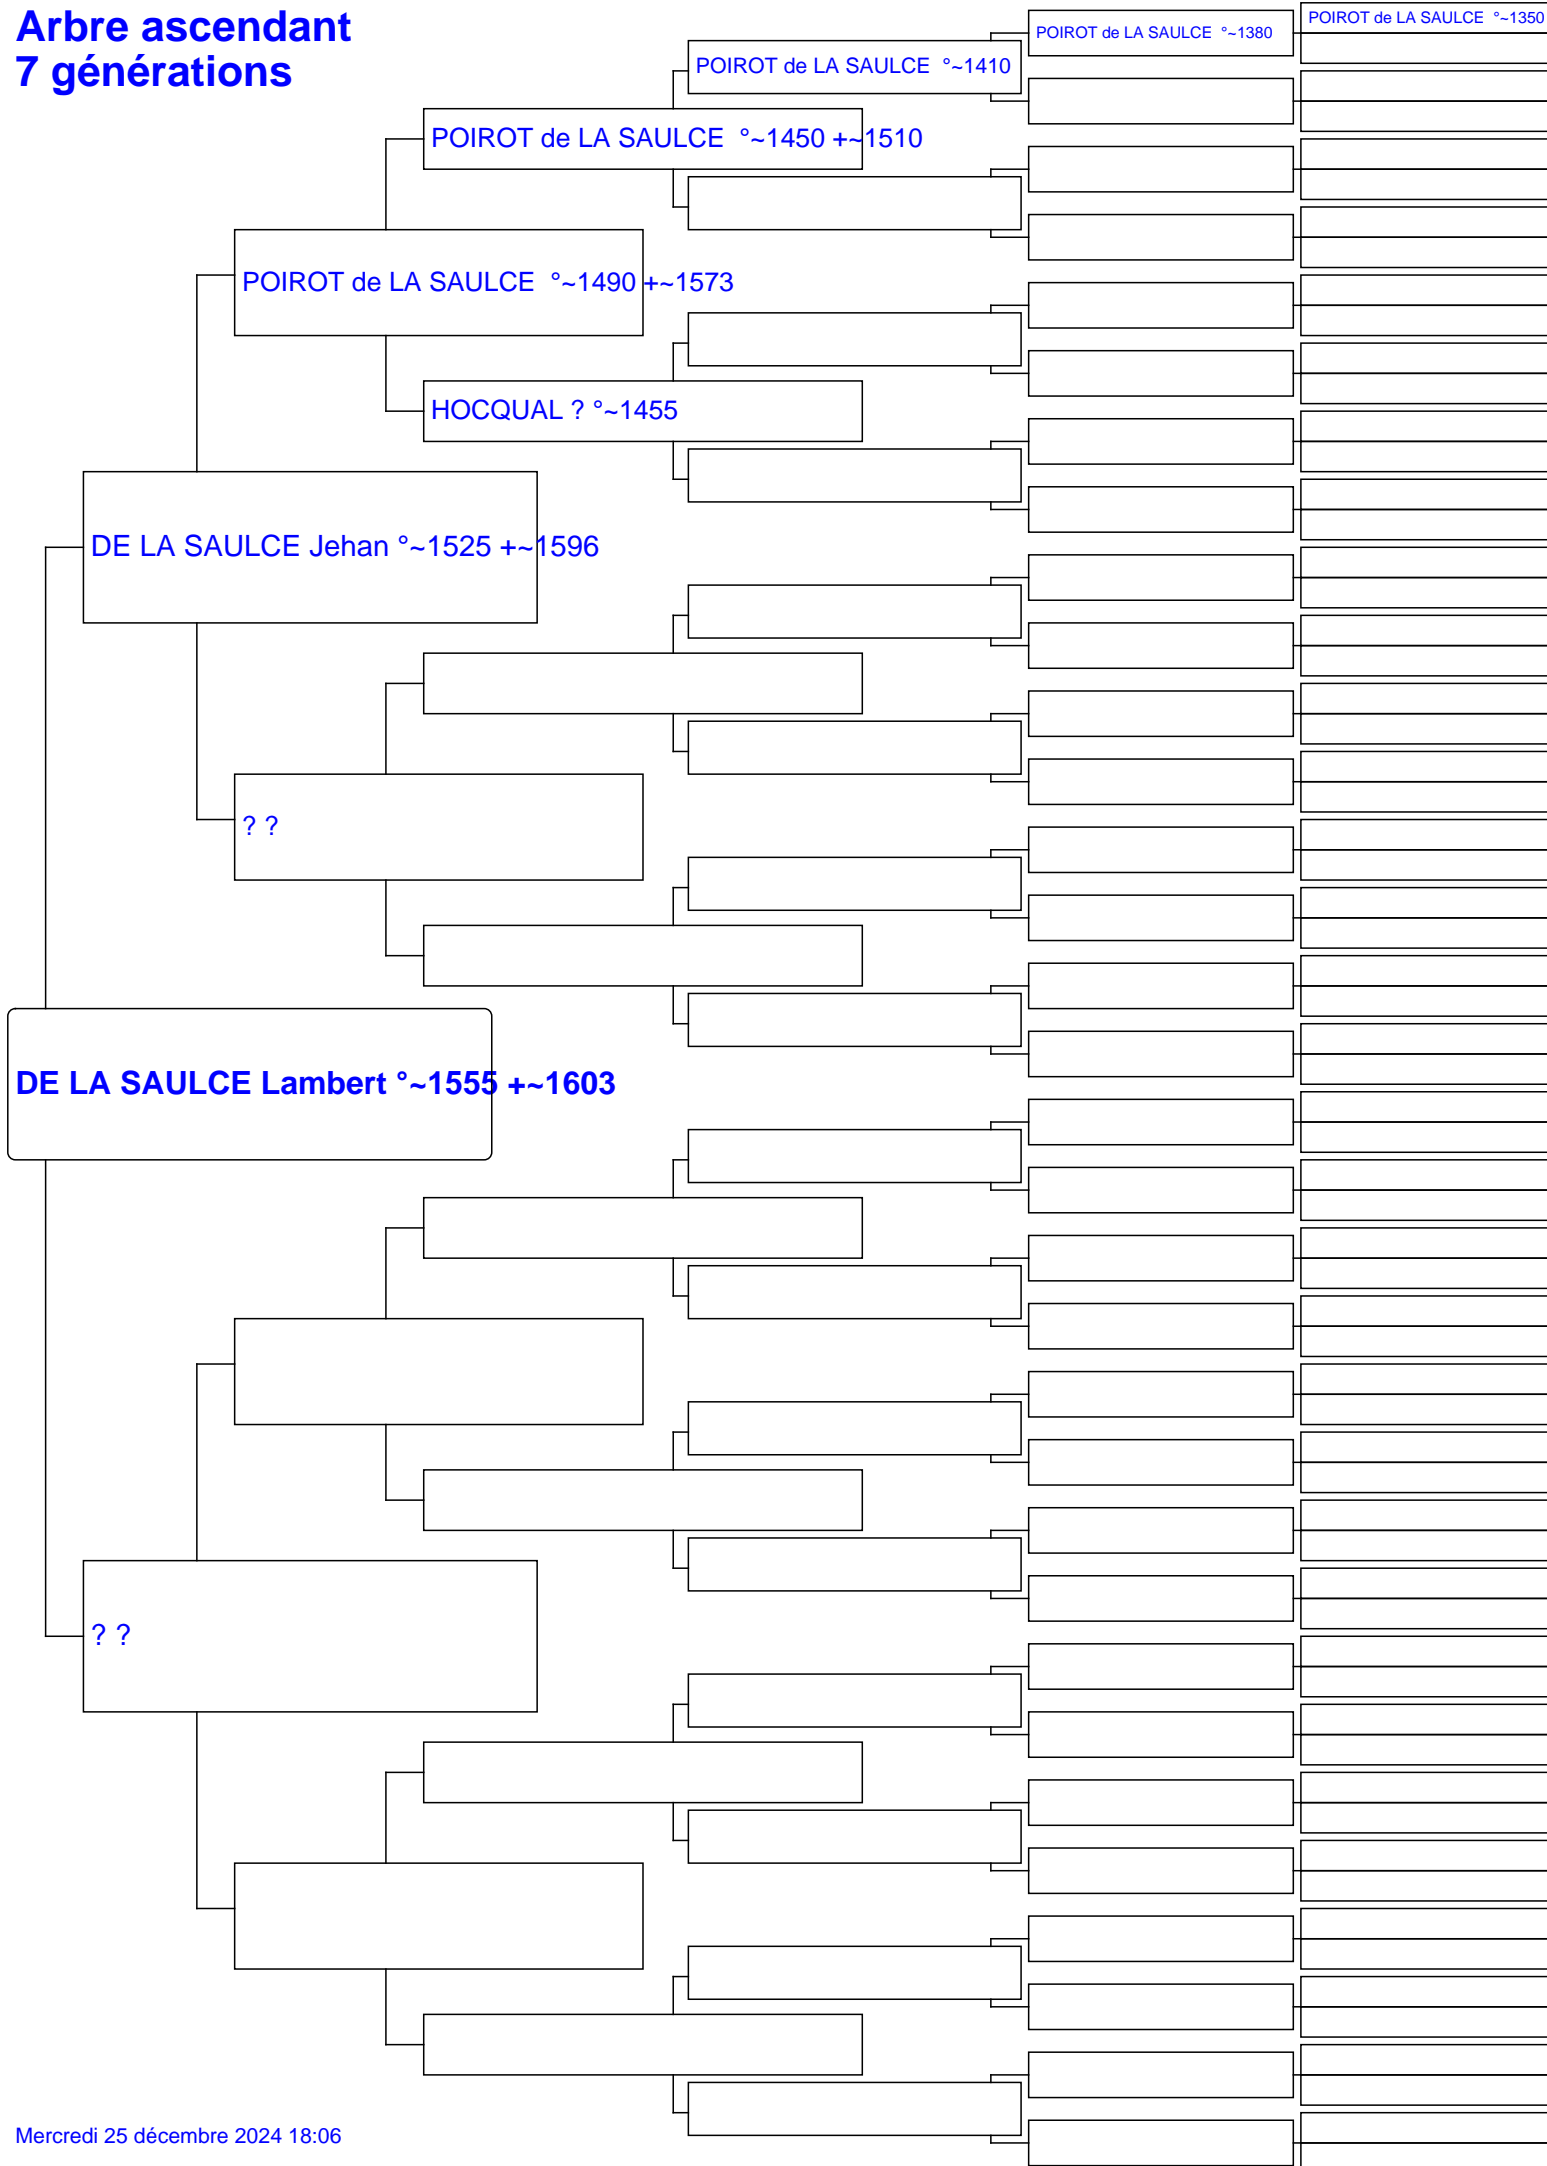 Arbre ascendant
7 générations
POIROT de LA SAULCE °~1350
POIROT de LA SAULCE °~1380
POIROT de LA SAULCE °~1410
POIROT de LA SAULCE °~1450 +~1510
POIROT de LA SAULCE °~1490 +~1573
HOCQUAL ? °~1455
DE LA SAULCE Jehan °~1525 +~1596
? ?
DE LA SAULCE Lambert °~1555 +~1603
? ?
Mercredi 25 décembre 2024 18:06